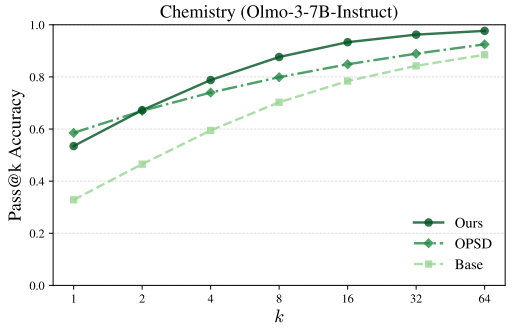 Chemistry (Olmo-3-7B-Instruct)
1.0
0.8
0.6
0.4
0.2
0.0
Pass@k Accuracy
1 2 4 8 16 32 64
k
Ours
OPSD
Base